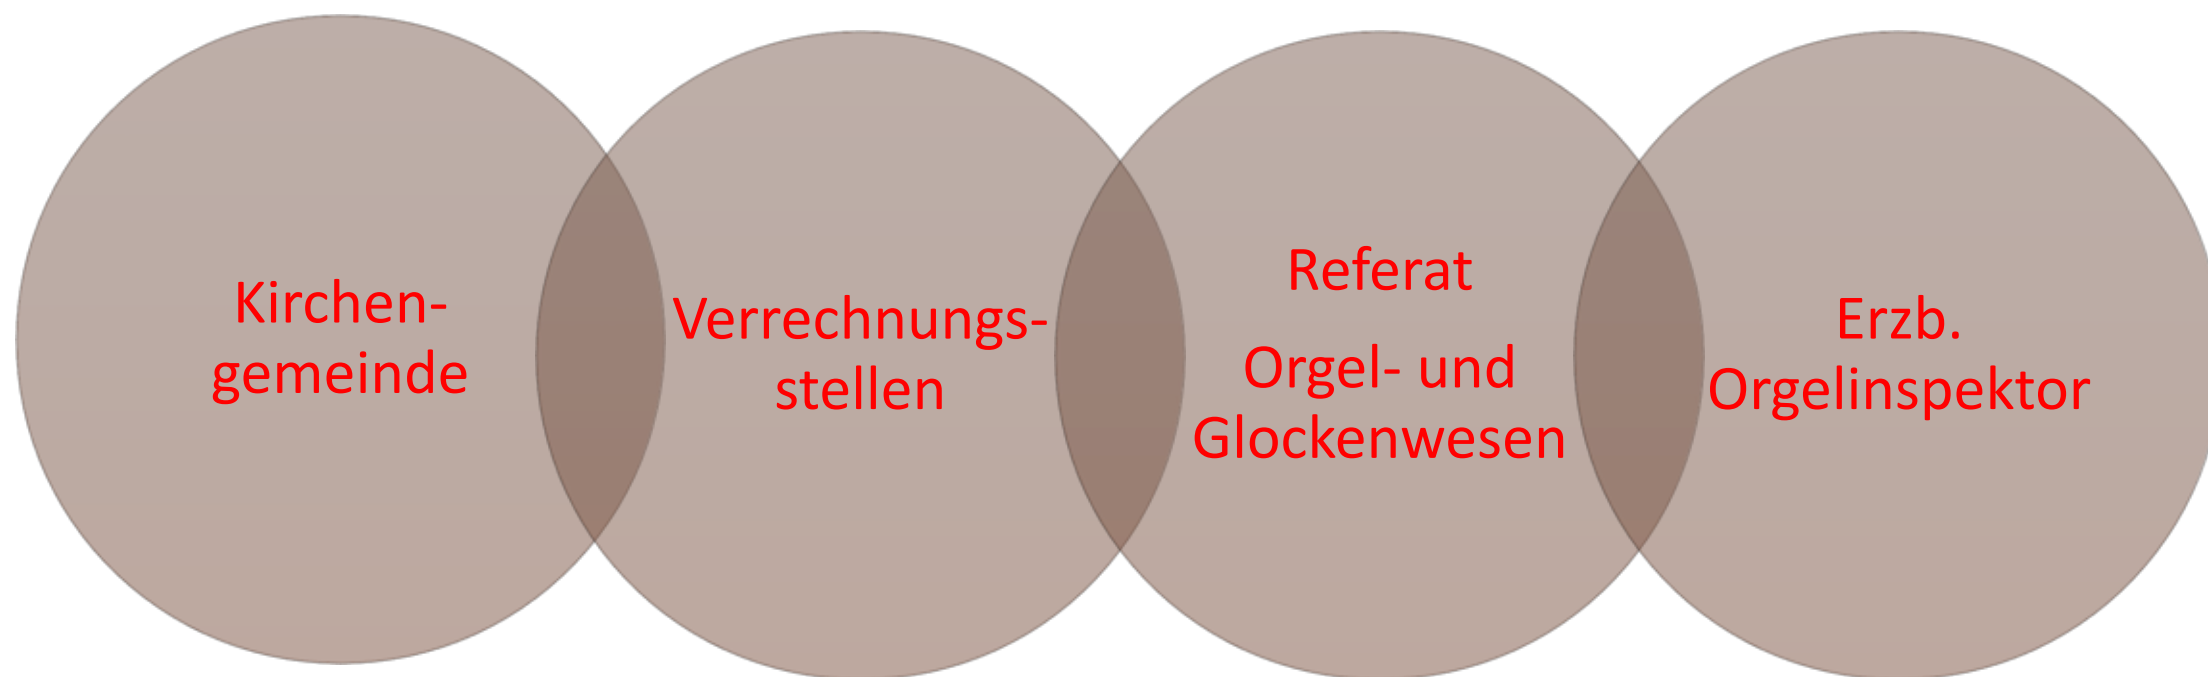 Kirchen-
gemeinde
Verrechnungs-
stellen
Referat
Orgel- und
Glockenwesen
Erzb.
Orgelinspektor